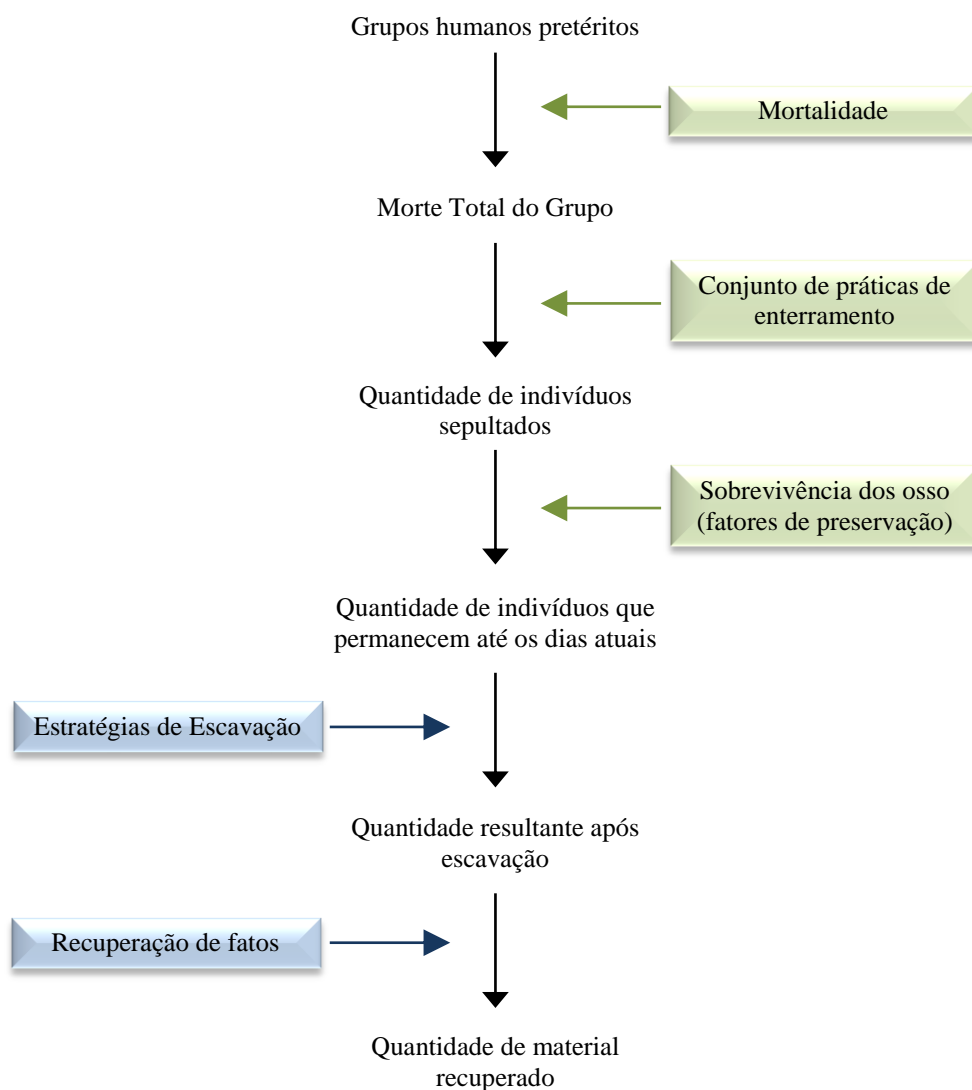 Grupos humanos pretéritos
Mortalidade
Morte Total do Grupo
Conjunto de práticas de
enterramento
Quantidade de indivíduos
sepultados
Sobrevivência dos osso
(fatores de preservação)
Quantidade de indivíduos que
permanecem até os dias atuais
Estratégias de Escavação
Quantidade resultante após
escavação
Recuperação de fatos
Quantidade de material
recuperado